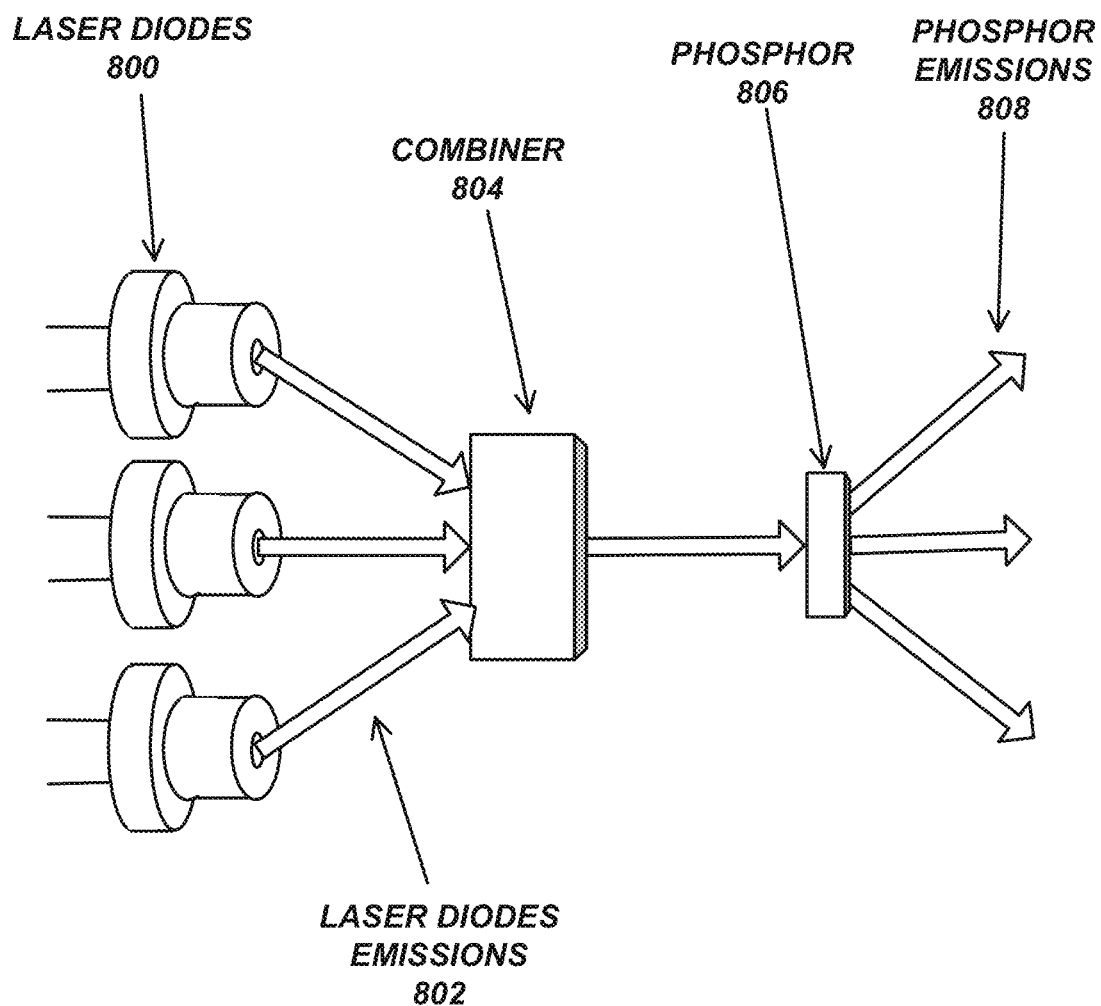 LASER DIODES
800
PHOSPHOR
806
PHOSPHOR
EMISSIONS
808
COMBINER
804
LASER DIODES
EMISSIONS
802